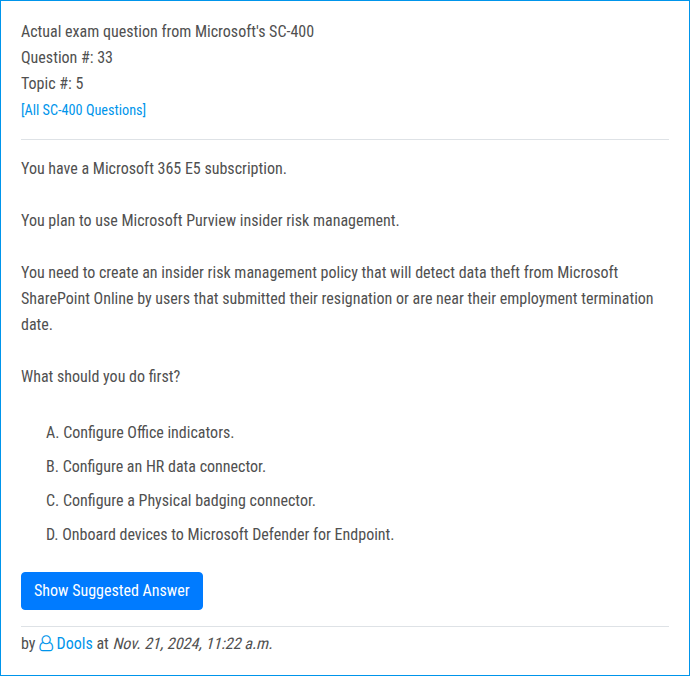 Actual exam question from Microsoft's SC-400
Question #: 33
Topic #: 5
[All SC-400 Questions]
You have a Microsoft 365 E5 subscription.
You plan to use Microsoft Purview insider risk management.
You need to create an insider risk management policy that will detect data theft from Microsoft
SharePoint Online by users that submitted their resignation or are near their employment termination
date.
What should you do first?
A. Configure Office indicators.
B. Configure an HR data connector.
C. Configure a Physical badging connector.
D. Onboard devices to Microsoft Defender for Endpoint.
Show Suggested Answer
by Dools at Nov. 21, 2024, 11:22 a.m.